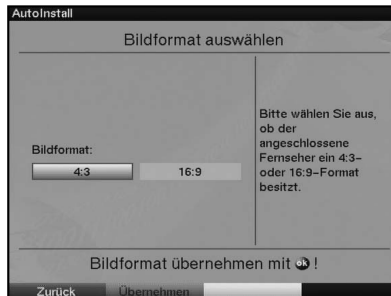 AutoInstall
Bildformat auswählen
Bildformat:
4:3 16:9
Bitte wählen Sie aus,
ob der
angeschlossene
Fernseher ein 4:3-
oder 16:9-Format
besitzt.
Bildformat übernehmen mit ok !
Zurück Übernehmen